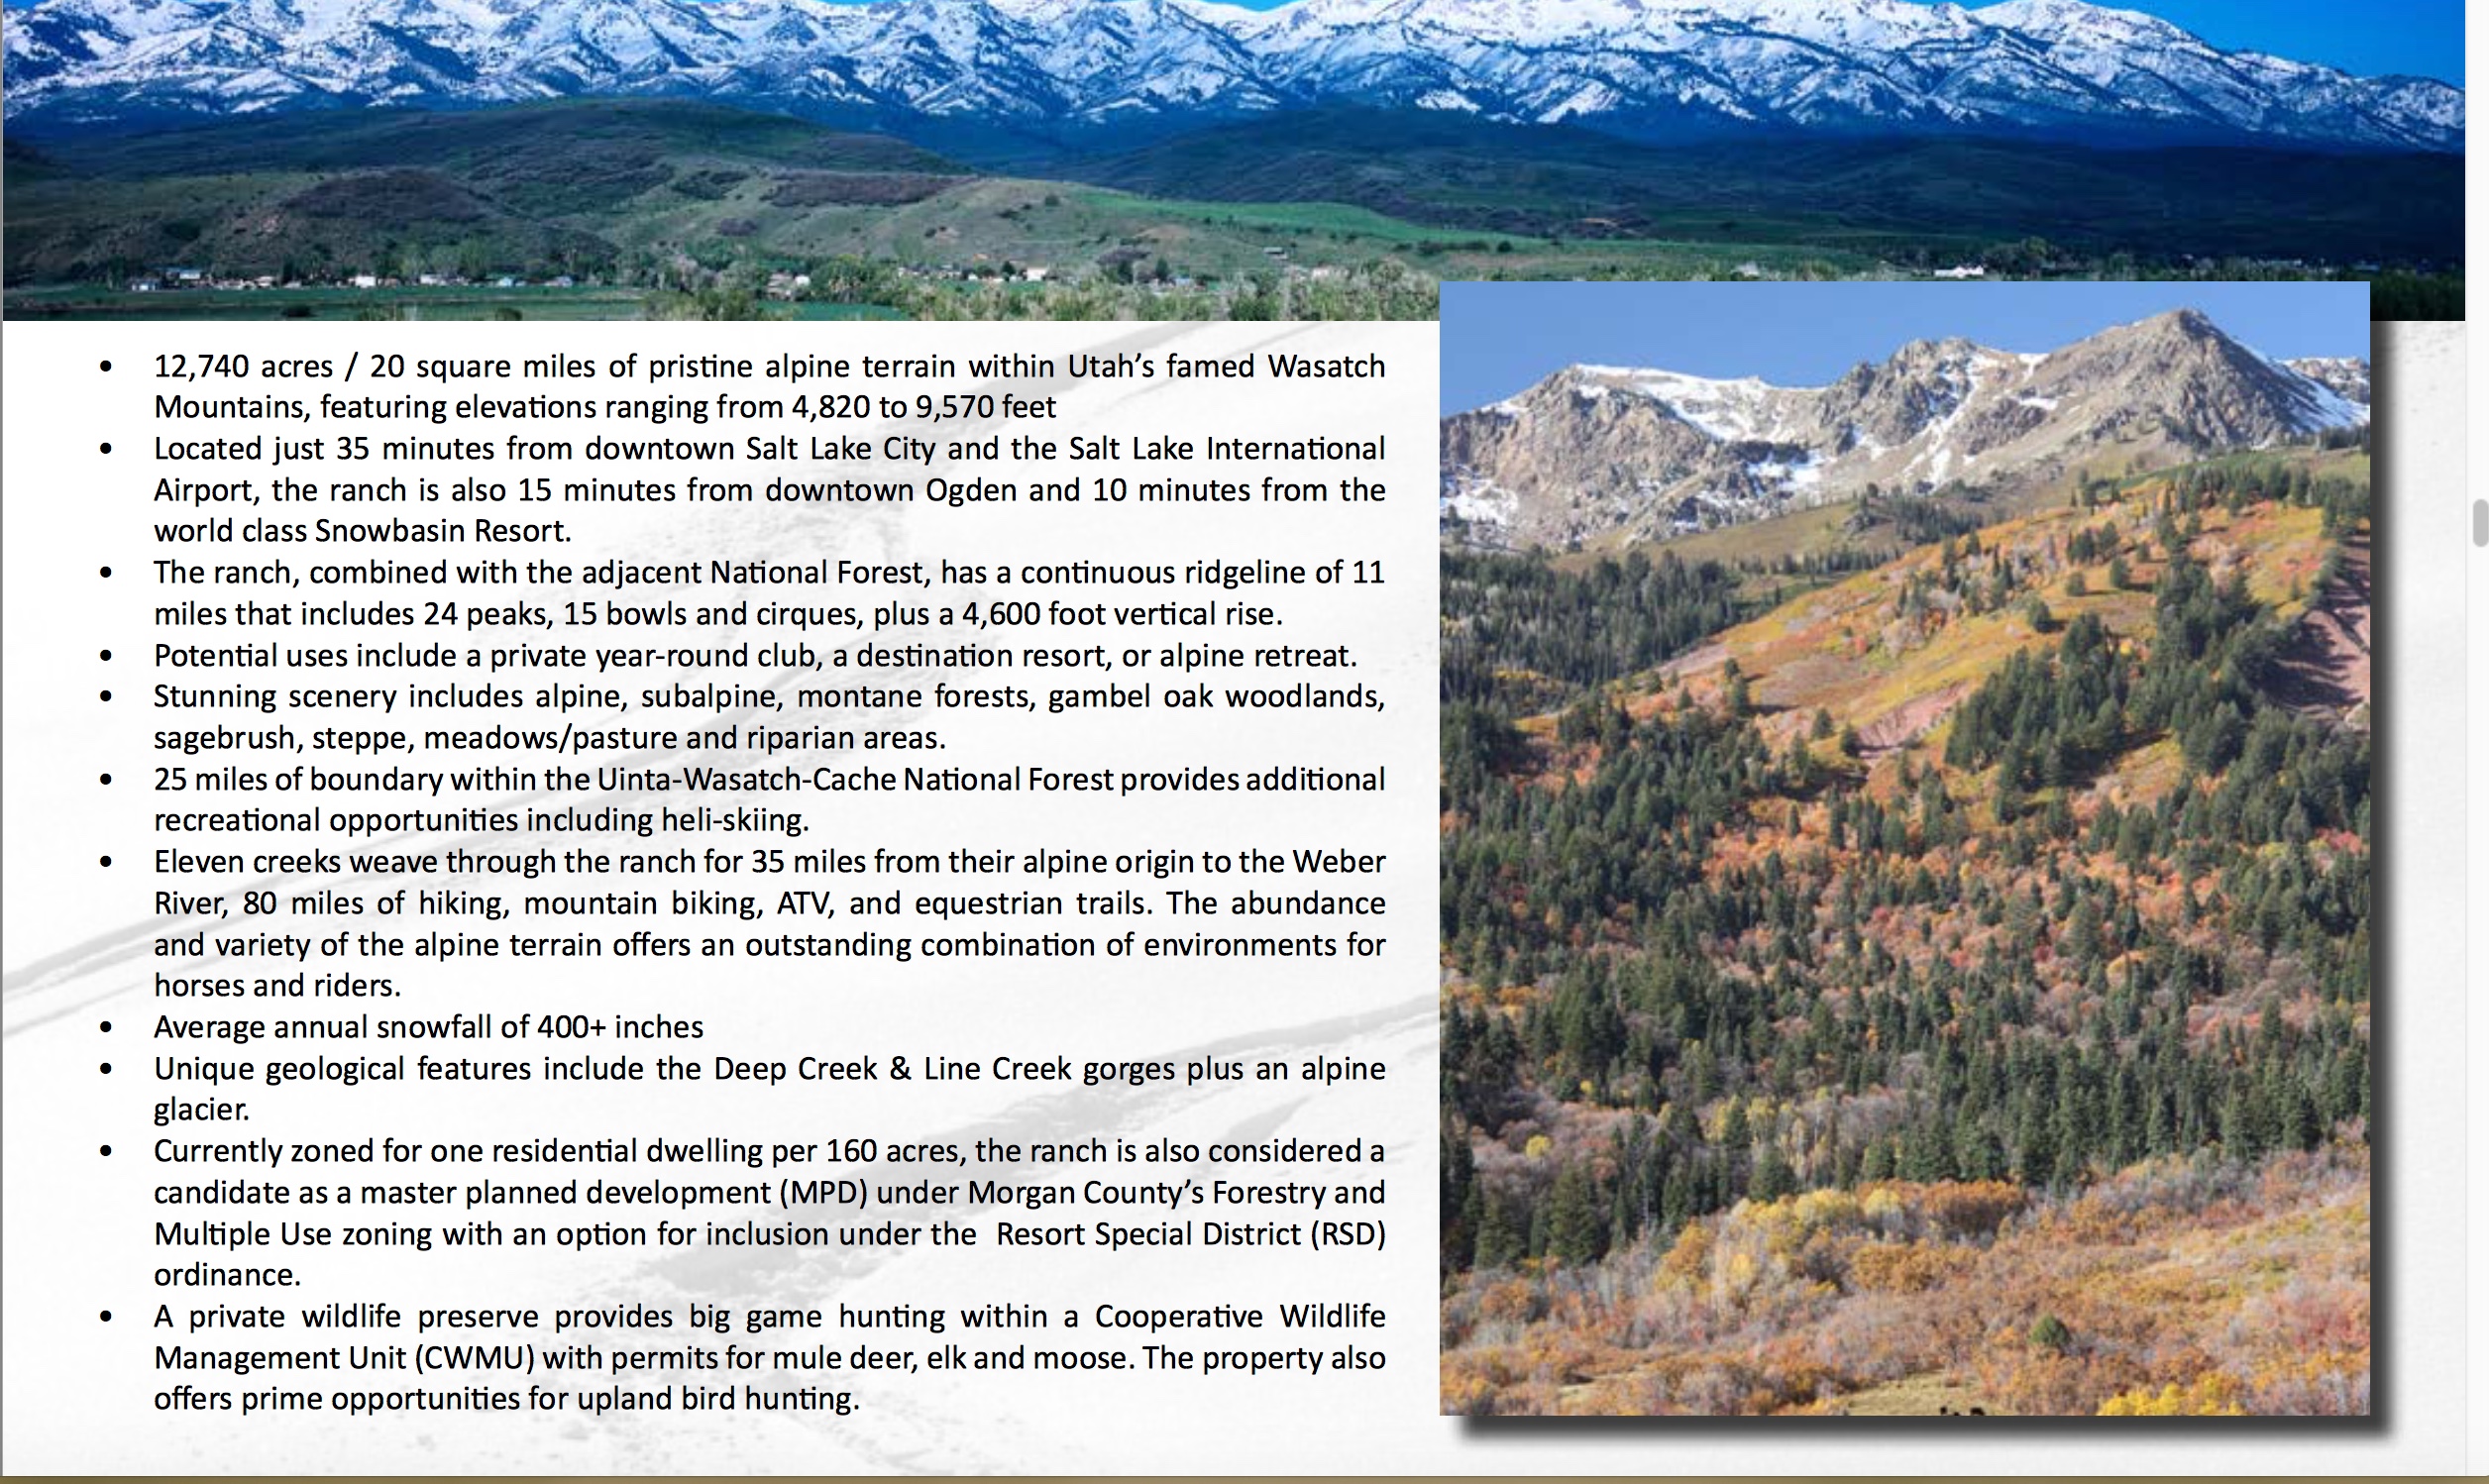 • 12,740 acres / 20 square miles of pristine alpine terrain within Utah’s famed Wasatch
Mountains, featuring elevations ranging from 4,820 to 9,570 feet
• Located just 35 minutes from downtown Salt Lake City and the Salt Lake International
Airport, the ranch is also 15 minutes from downtown Ogden and 10 minutes from the
world class Snowbasin Resort.
• The ranch, combined with the adjacent National Forest, has a continuous ridgeline of 11
miles that includes 24 peaks, 15 bowls and cirques, plus a 4,600 foot vertical rise.
• Potential uses include a private year-round club, a destination resort, or alpine retreat.
• Stunning scenery includes alpine, subalpine, montane forests, gambel oak woodlands,
sagebrush, steppe, meadows/pasture and riparian areas.
• 25 miles of boundary within the Uinta-Wasatch-Cache National Forest provides additional
recreational opportunities including heli-skiing.
• Eleven creeks weave through the ranch for 35 miles from their alpine origin to the Weber
River, 80 miles of hiking, mountain biking, ATV, and equestrian trails. The abundance
and variety of the alpine terrain offers an outstanding combination of environments for
horses and riders.
• Average annual snowfall of 400+ inches
• Unique geological features include the Deep Creek & Line Creek gorges plus an alpine
glacier.
• Currently zoned for one residential dwelling per 160 acres, the ranch is also considered a
candidate as a master planned development (MPD) under Morgan County’s Forestry and
Multiple Use zoning with an option for inclusion under the  Resort Special District (RSD)
ordinance.
• A private wildlife preserve provides big game hunting within a Cooperative Wildlife
Management Unit (CWMU) with permits for mule deer, elk and moose. The property also
offers prime opportunities for upland bird hunting.